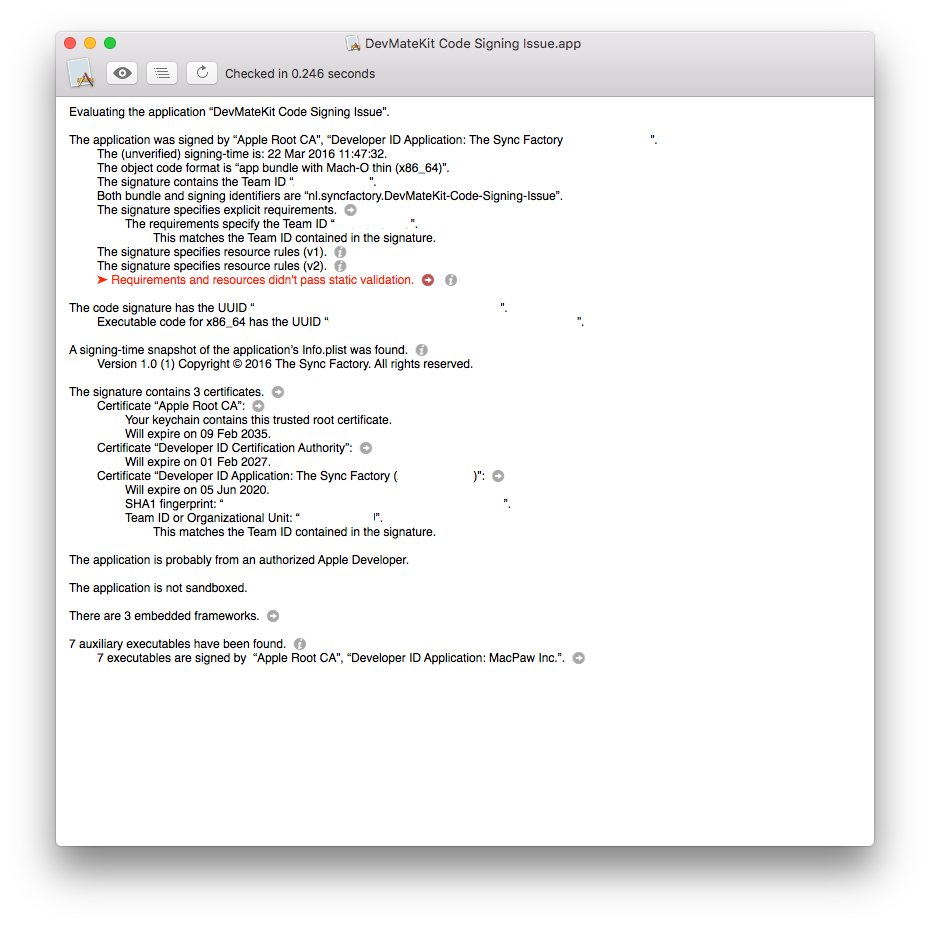 DevMateKit Code Signing Issue.app
Checked in 0.246 seconds
Evaluating the application “DevMateKit Code Signing Issue”.
The application was signed by “Apple Root CA”, “Developer ID Application: The Sync Factory ”.
The (unverified) signing-time is: 22 Mar 2016 11:47:32.
The object code format is “app bundle with Mach-O thin (x86_64)”.
The signature contains the Team ID “ ”.
Both bundle and signing identifiers are “nl.syncfactory.DevMateKit-Code-Signing-Issue”.
The signature specifies explicit requirements.
The requirements specify the Team ID “ ”.
This matches the Team ID contained in the signature.
The signature specifies resource rules (v1).
The signature specifies resource rules (v2).
➤ Requirements and resources didn't pass static validation.
The code signature has the UUID “ ”.
Executable code for x86_64 has the UUID “ ”.
A signing-time snapshot of the application’s Info.plist was found.
Version 1.0 (1) Copyright © 2016 The Sync Factory. All rights reserved.
The signature contains 3 certificates.
Certificate “Apple Root CA”:
Your keychain contains this trusted root certificate.
Will expire on 09 Feb 2035.
Certificate “Developer ID Certification Authority”:
Will expire on 01 Feb 2027.
Certificate “Developer ID Application: The Sync Factory ( )”:
Will expire on 05 Jun 2020.
SHA1 fingerprint: “ ”.
Team ID or Organizational Unit: “ ”.
This matches the Team ID contained in the signature.
The application is probably from an authorized Apple Developer.
The application is not sandboxed.
There are 3 embedded frameworks.
7 auxiliary executables have been found.
7 executables are signed by “Apple Root CA”, “Developer ID Application: MacPaw Inc.”.